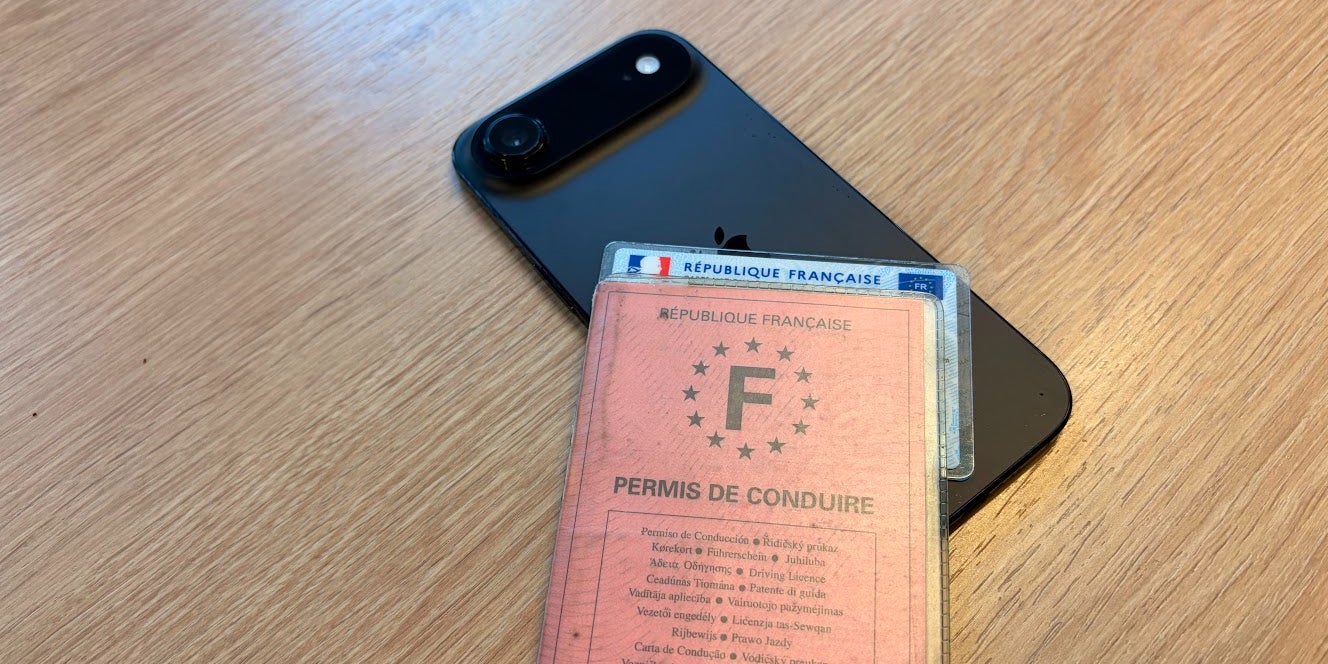 RÉPUBLIQUE FRANÇAISE
FR
RÉPUBLIQUE FRANÇAISE
F
PERMIS DE CONDUIRE
Permiso de Conducción ● Řidičský průkaz
Kørekort ● Führerschein ● Juhiluba
Άδεια Οδήγησης ● Driving Licence
Ceadúnas Tiomána ● Patente di guida
Vadītāja apliecība ● Vairuotojo pažymėjimas
Vezetői engedély ● Liċenzja tas-Sewqan
Rijbewijs ● Prawo Jazdy
Carta de Condução ● Vodičský preukaz